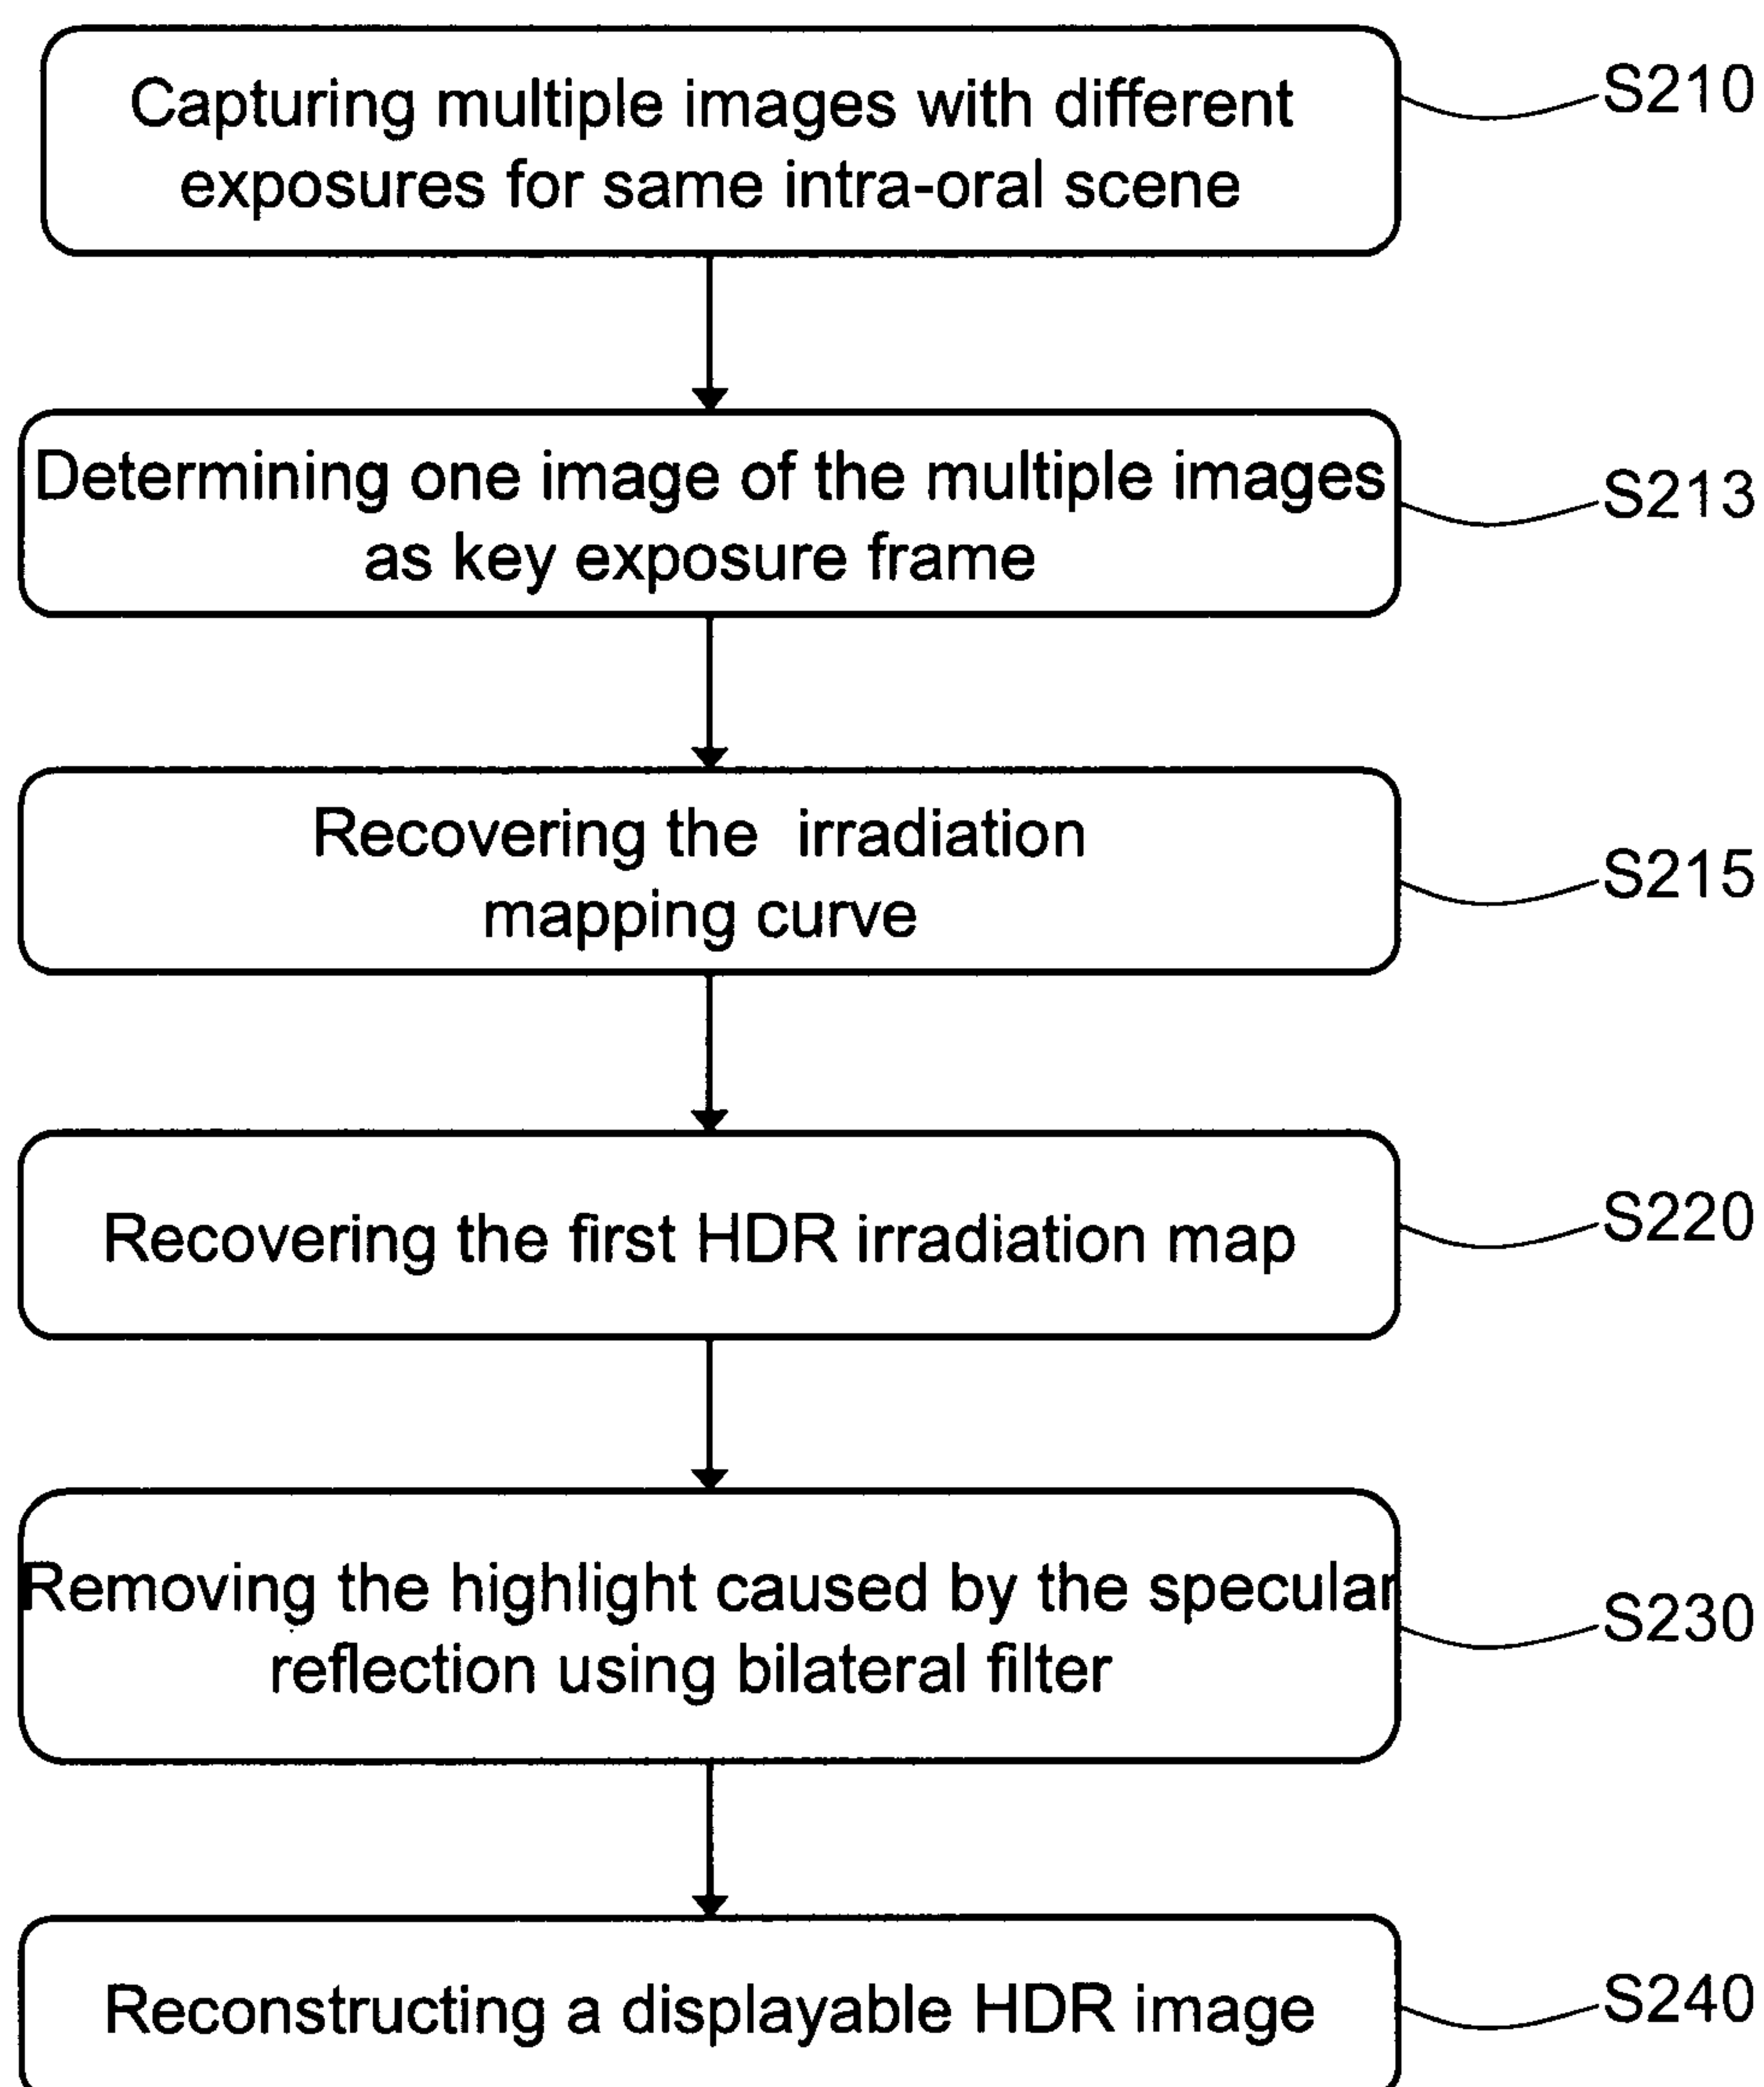 Capturing multiple images with different
exposures for same intra-oral scene
S210
Determining one image of the multiple images
as key exposure frame
S213
Recovering the irradiation
mapping curve
S215
Recovering the first HDR irradiation map
S220
Removing the highlight caused by the specular
reflection using bilateral filter
S230
Reconstructing a displayable HDR image
S240